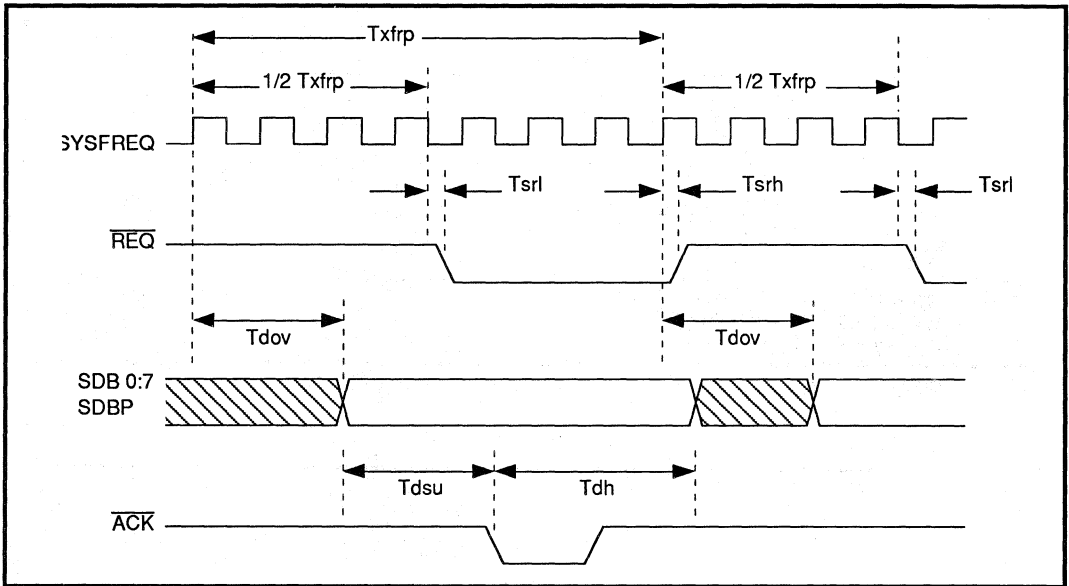 Txfrp
1/2 Txfrp 1/2 Txfrp
SYSFREQ
Tsrl Tsrh Tsrl
REQ
Tdov Tdov
SDB 0:7
SDBP
Tdsu Tdh
ACK